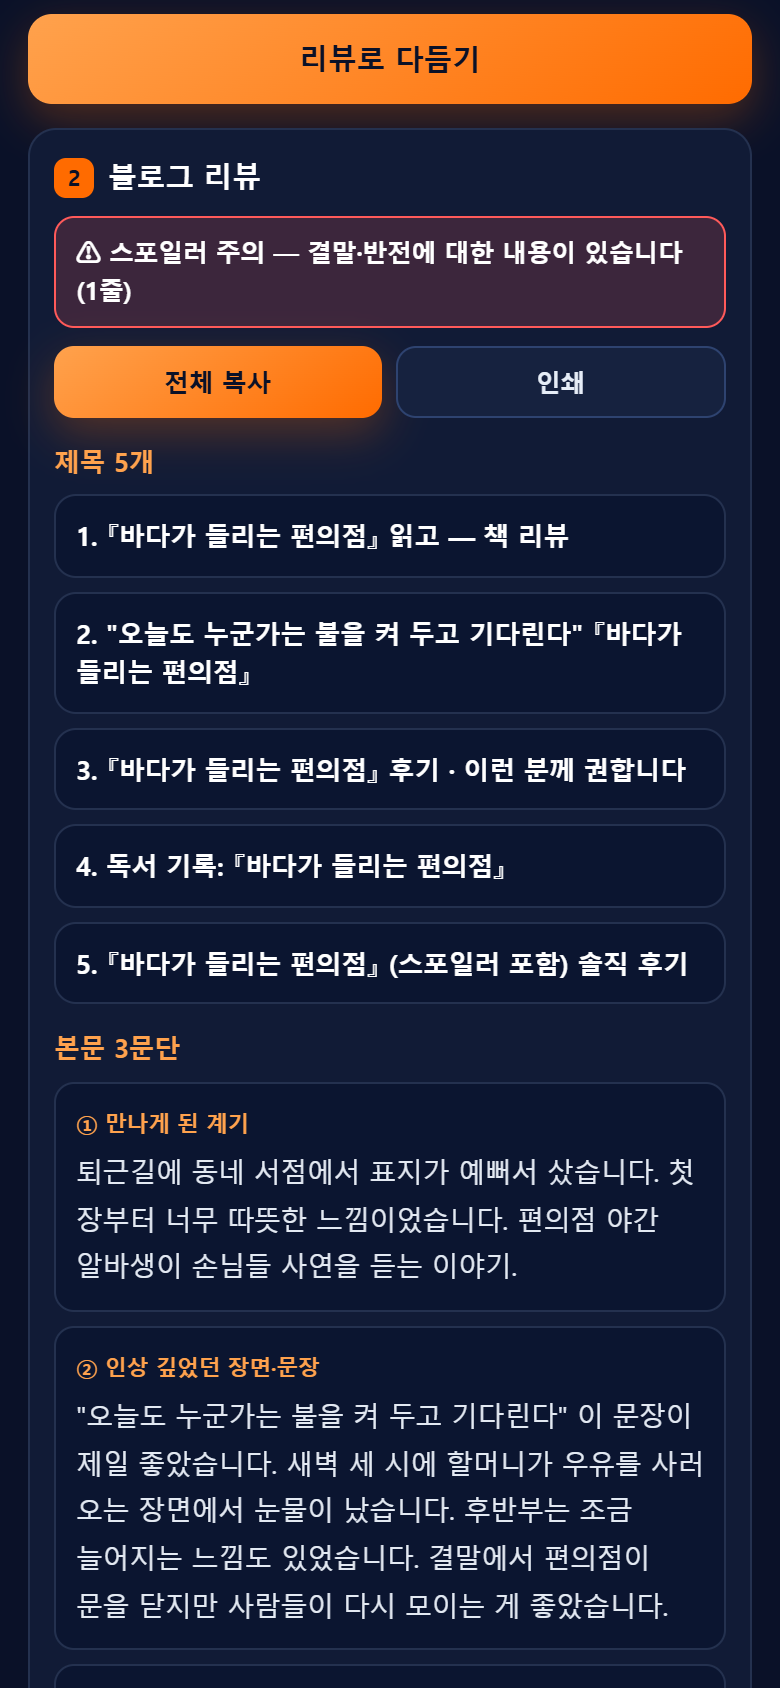 리뷰로 다듬기
2 블로그 리뷰
⚠ 스포일러 주의 — 결말·반전에 대한 내용이 있습니다
(1줄)
전체 복사
인쇄
제목 5개
1. 『바다가 들리는 편의점』 읽고 — 책 리뷰
2. "오늘도 누군가는 불을 켜 두고 기다린다" 『바다가
들리는 편의점』
3. 『바다가 들리는 편의점』 후기 · 이런 분께 권합니다
4. 독서 기록: 『바다가 들리는 편의점』
5. 『바다가 들리는 편의점』 (스포일러 포함) 솔직 후기
본문 3문단
① 만나게 된 계기
퇴근길에 동네 서점에서 표지가 예뻐서 샀습니다. 첫
장부터 너무 따뜻한 느낌이었습니다. 편의점 야간
알바생이 손님들 사연을 듣는 이야기.
② 인상 깊었던 장면·문장
"오늘도 누군가는 불을 켜 두고 기다린다" 이 문장이
제일 좋았습니다. 새벽 세 시에 할머니가 우유를 사러
오는 장면에서 눈물이 났습니다. 후반부는 조금
늘어지는 느낌도 있었습니다. 결말에서 편의점이
문을 닫지만 사람들이 다시 모이는 게 좋았습니다.